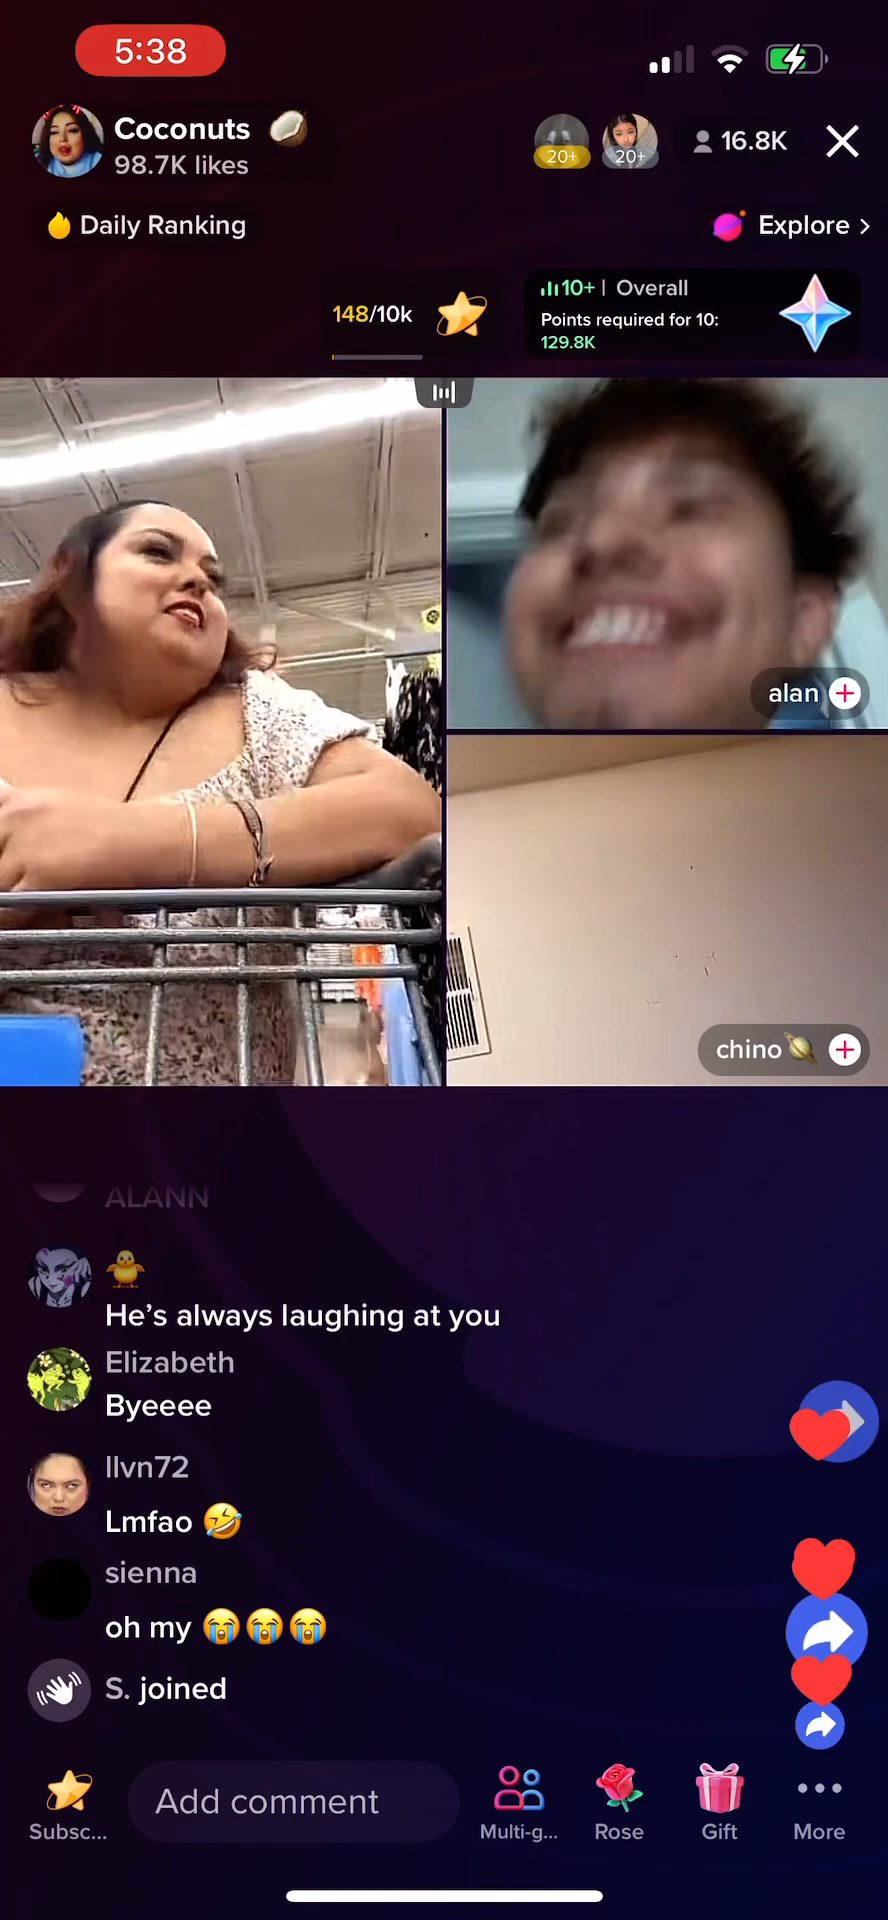 5:38
Coconuts 🥥
98.7K likes
20+
20+
16.8K
Daily Ranking
Explore >
148/10k
10+ | Overall
Points required for 10:
129.8K
alan
chino 🪐
ALANN
🐥
He's always laughing at you
Elizabeth
Byeeee
llvn72
Lmfao 🤣
sienna
oh my 😭😭😭
S. joined
Add comment
Subsc...
Multi-g...
Rose
Gift
More